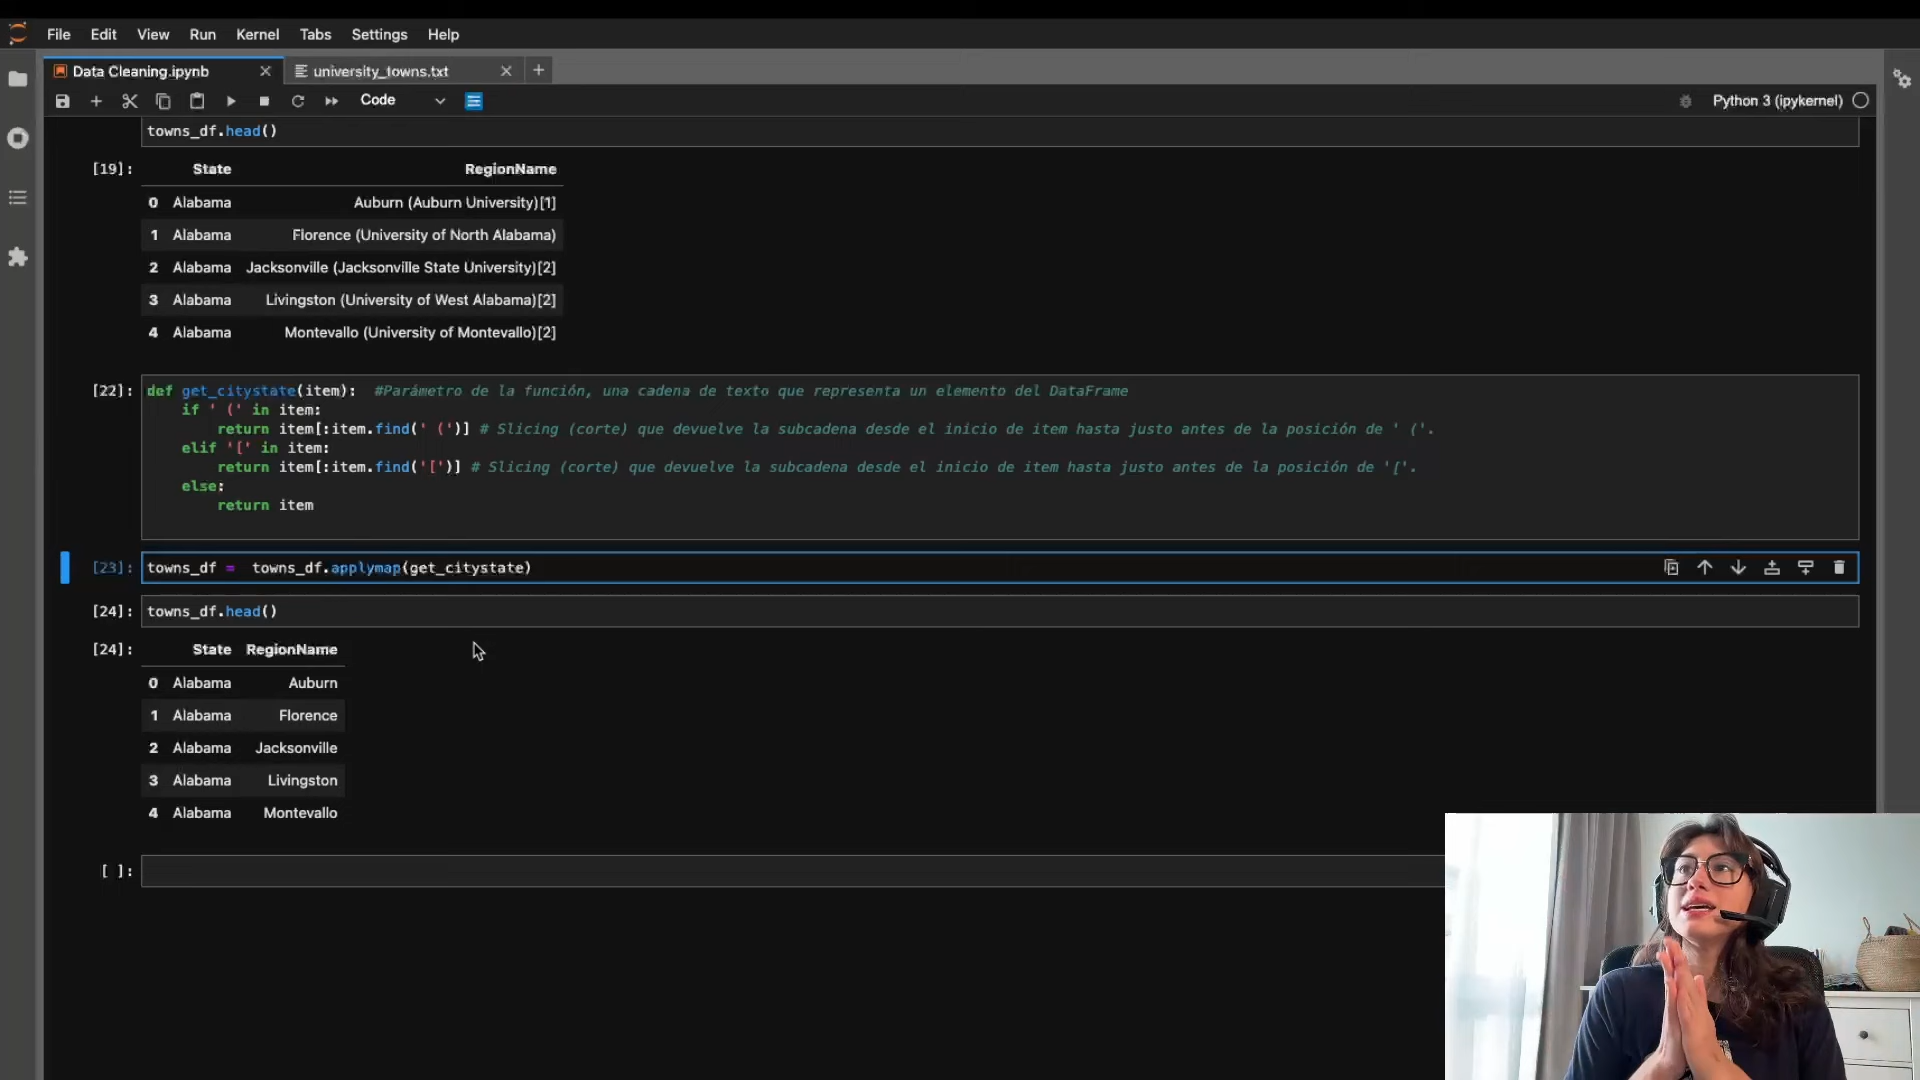 File Edit View Run Kernel Tabs Settings Help
Data Cleaning.ipynb
university_towns.txt
Code
Python 3 (ipykernel)
towns_df.head()
[19]:
State RegionName
0 Alabama Auburn (Auburn University)[1]
1 Alabama Florence (University of North Alabama)
2 Alabama Jacksonville (Jacksonville State University)[2]
3 Alabama Livingston (University of West Alabama)[2]
4 Alabama Montevallo (University of Montevallo)[2]
[22]: def get_citystate(item): #Parámetro de la función, una cadena de texto que representa un elemento del DataFrame
if ' (' in item:
return item[:item.find(' (')] # Slicing (corte) que devuelve la subcadena desde el inicio de item hasta justo antes de la posición de ' ('.
elif '[' in item:
return item[:item.find('[')] # Slicing (corte) que devuelve la subcadena desde el inicio de item hasta justo antes de la posición de '['.
else:
return item
[23]: towns_df = towns_df.applymap(get_citystate)
[24]: towns_df.head()
[24]:
State RegionName
0 Alabama Auburn
1 Alabama Florence
2 Alabama Jacksonville
3 Alabama Livingston
4 Alabama Montevallo
[ ]: